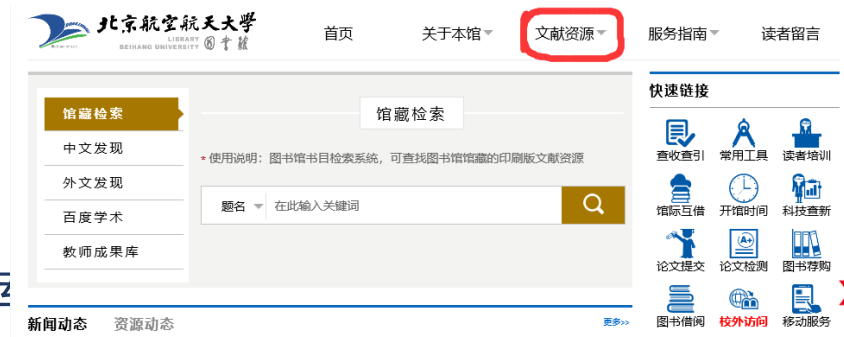 北京航空航天大學
LIBRARY
BEIHANG UNIVERSITY 圖書館
首页 关于本馆 文献资源 服务指南 读者留言
馆藏检索
中文发现
外文发现
百度学术
教师成果库
馆藏检索
* 使用说明：图书馆书目检索系统，可查找图书馆馆藏的印刷版文献资源
题名 在此输入关键词
快速链接
查收查引 常用工具 读者培训
馆际互借 开馆时间 科技查新
论文提交 论文检测 图书荐购
图书借阅 校外访问 移动服务
新闻动态 资源动态 更多>>